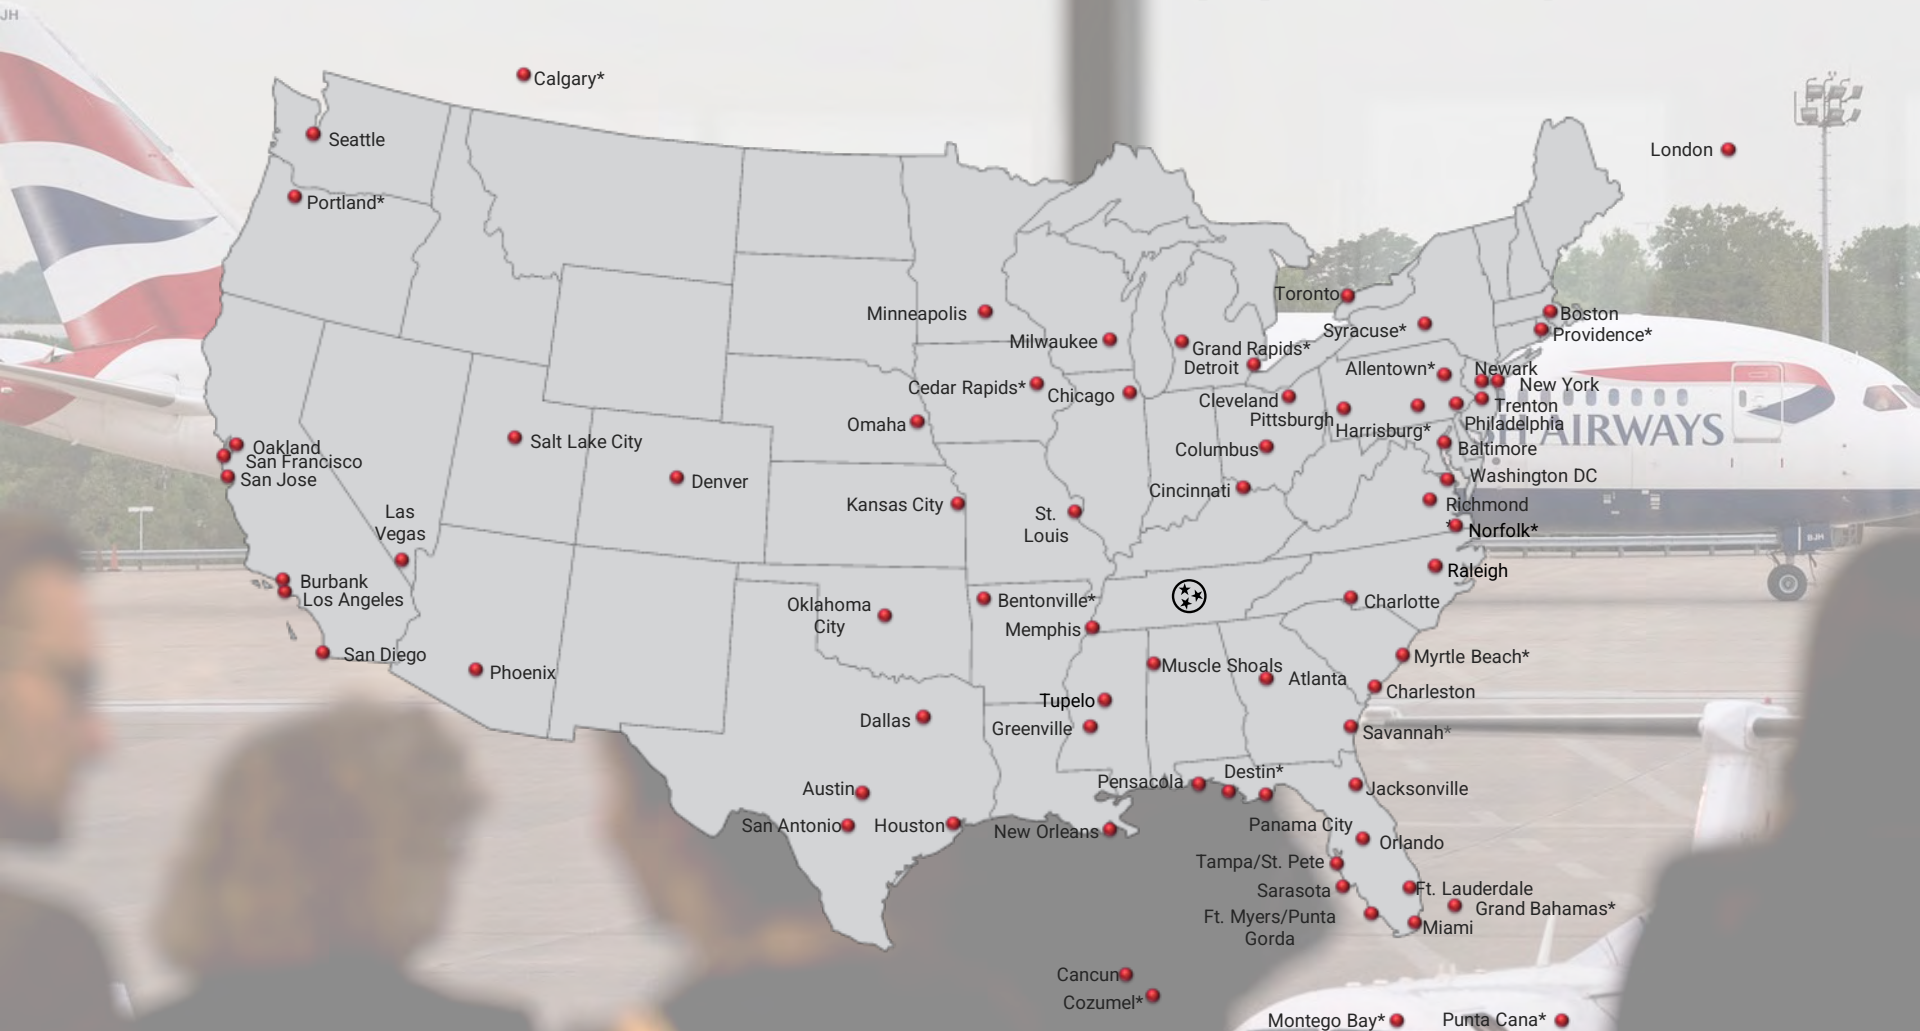 JH
Calgary*
Seattle
London
Portland*
Toronto
Minneapolis
Boston
Syracuse*
Providence*
Milwaukee
Grand Rapids*
Detroit
Allentown*
Newark
New York
Cedar Rapids*
Chicago
Cleveland
Trenton
Pittsburgh
Philadelphia
Omaha
Harrisburg*
SH AIRWAYS
Salt Lake City
Oakland
San Francisco
San Jose
Columbus
Baltimore
Washington DC
Denver
Cincinnati
Kansas City
Richmond
Las
Vegas
St.
Louis
*
Norfolk*
BJH
Raleigh
Burbank
Los Angeles
Oklahoma
City
Bentonville*
Charlotte
Memphis
San Diego
Myrtle Beach*
Phoenix
Muscle Shoals
Atlanta
Charleston
Tupelo
Dallas
Greenville
Savannah*
Pensacola
Destin*
Austin
Jacksonville
San Antonio
Houston
New Orleans
Panama City
Orlando
Tampa/St. Pete
Sarasota
Ft. Lauderdale
Grand Bahamas*
Ft. Myers/Punta
Gorda
Miami
Cancun
Cozumel*
Montego Bay*
Punta Cana*